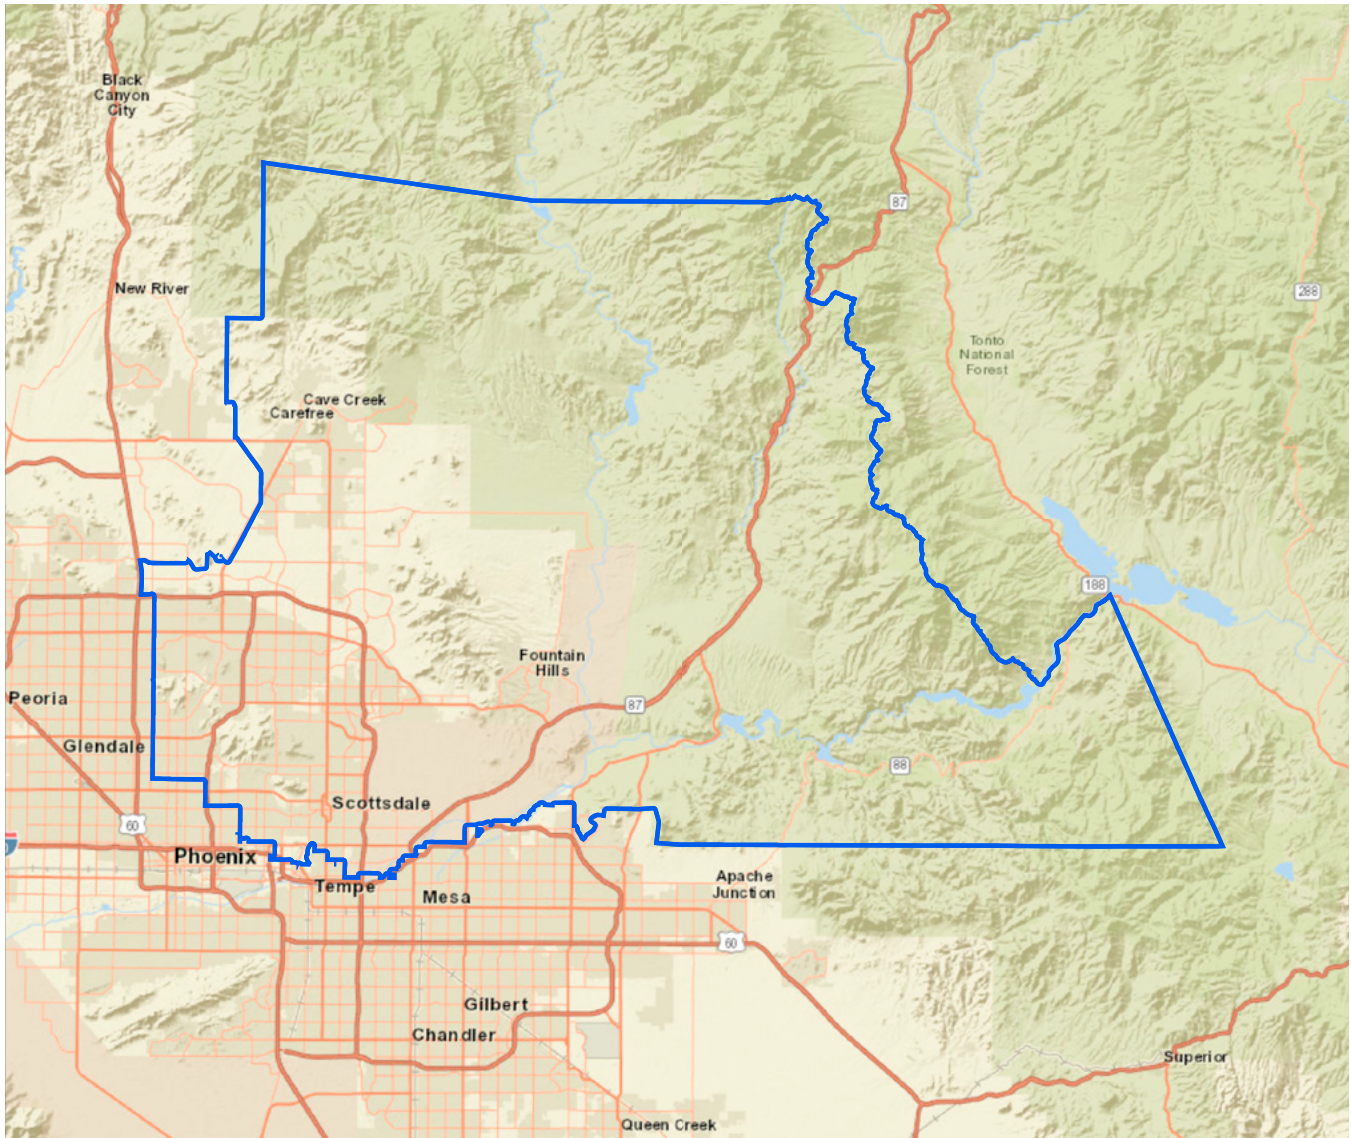 Black
Canyon
City
87
New River
288
Tonto
National
Forest
Cave Creek
Carefree
188
Fountain
Hills
Peoria
87
Glendale
88
Scottsdale
60
Phoenix
Tempe
Mesa
Apache
Junction
60
Gilbert
Chandler
Superior
Queen Creek